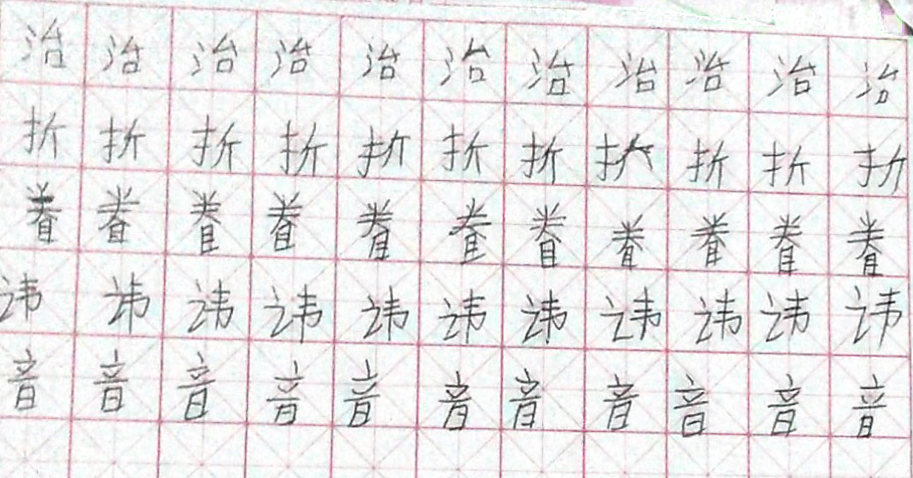 治 治 治 治 治 治 治 治 治 治 治
折 折 折 折 折 折 折 折 折 折 折
眷 眷 眷 眷 眷 眷 眷 眷 眷 眷 眷
讳 讳 讳 讳 讳 讳 讳 讳 讳 讳 讳
音 音 音 音 音 音 音 音 音 音 音